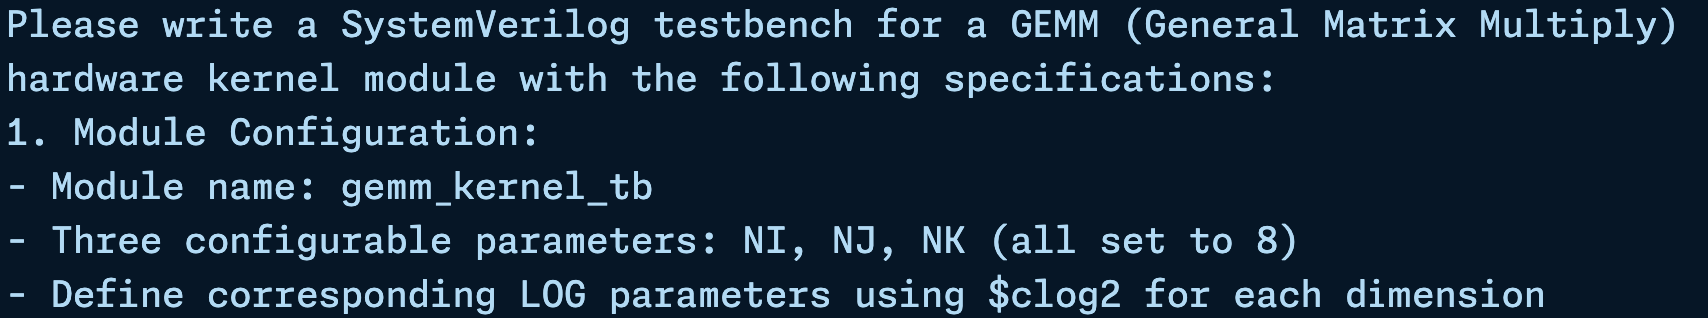 Please write a SystemVerilog testbench for a GEMM (General Matrix Multiply)
hardware kernel module with the following specifications:
1. Module Configuration:
- Module name: gemm_kernel_tb
- Three configurable parameters: NI, NJ, NK (all set to 8)
- Define corresponding LOG parameters using $clog2 for each dimension